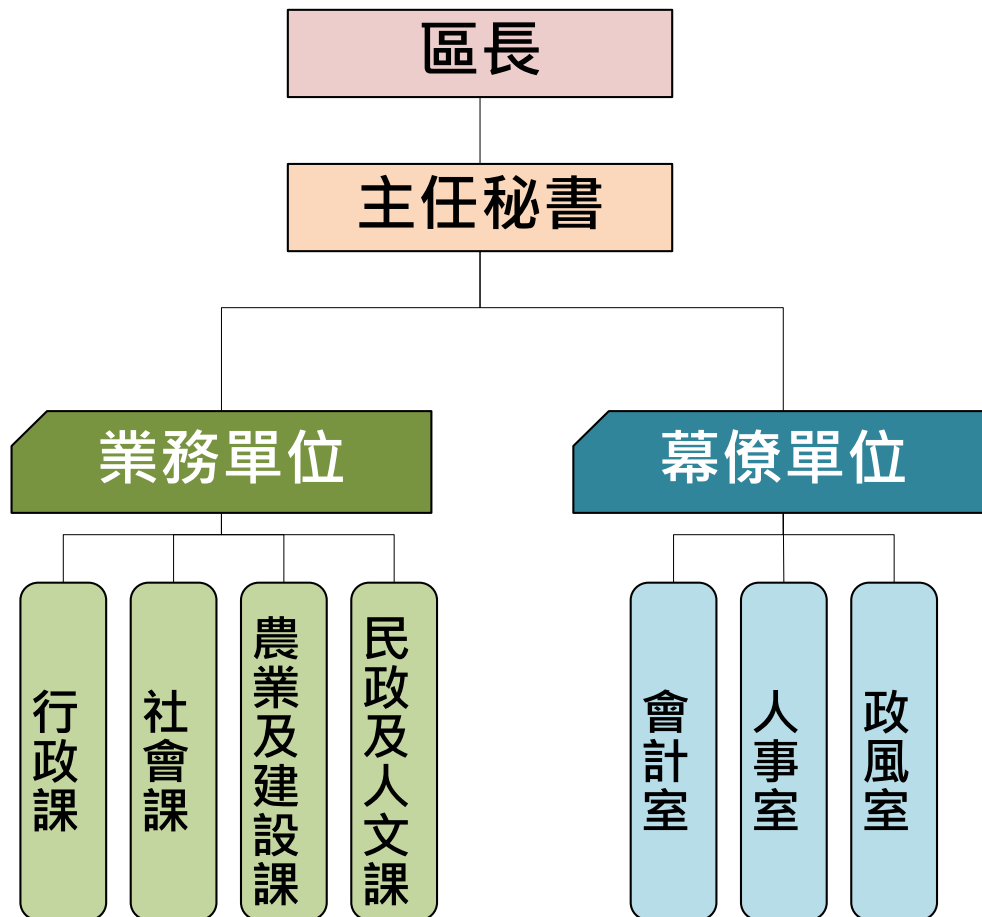 區長
主任秘書
業務單位
幕僚單位
行政課
社會課
農業及建設課
民政及人文課
會計室
人事室
政風室